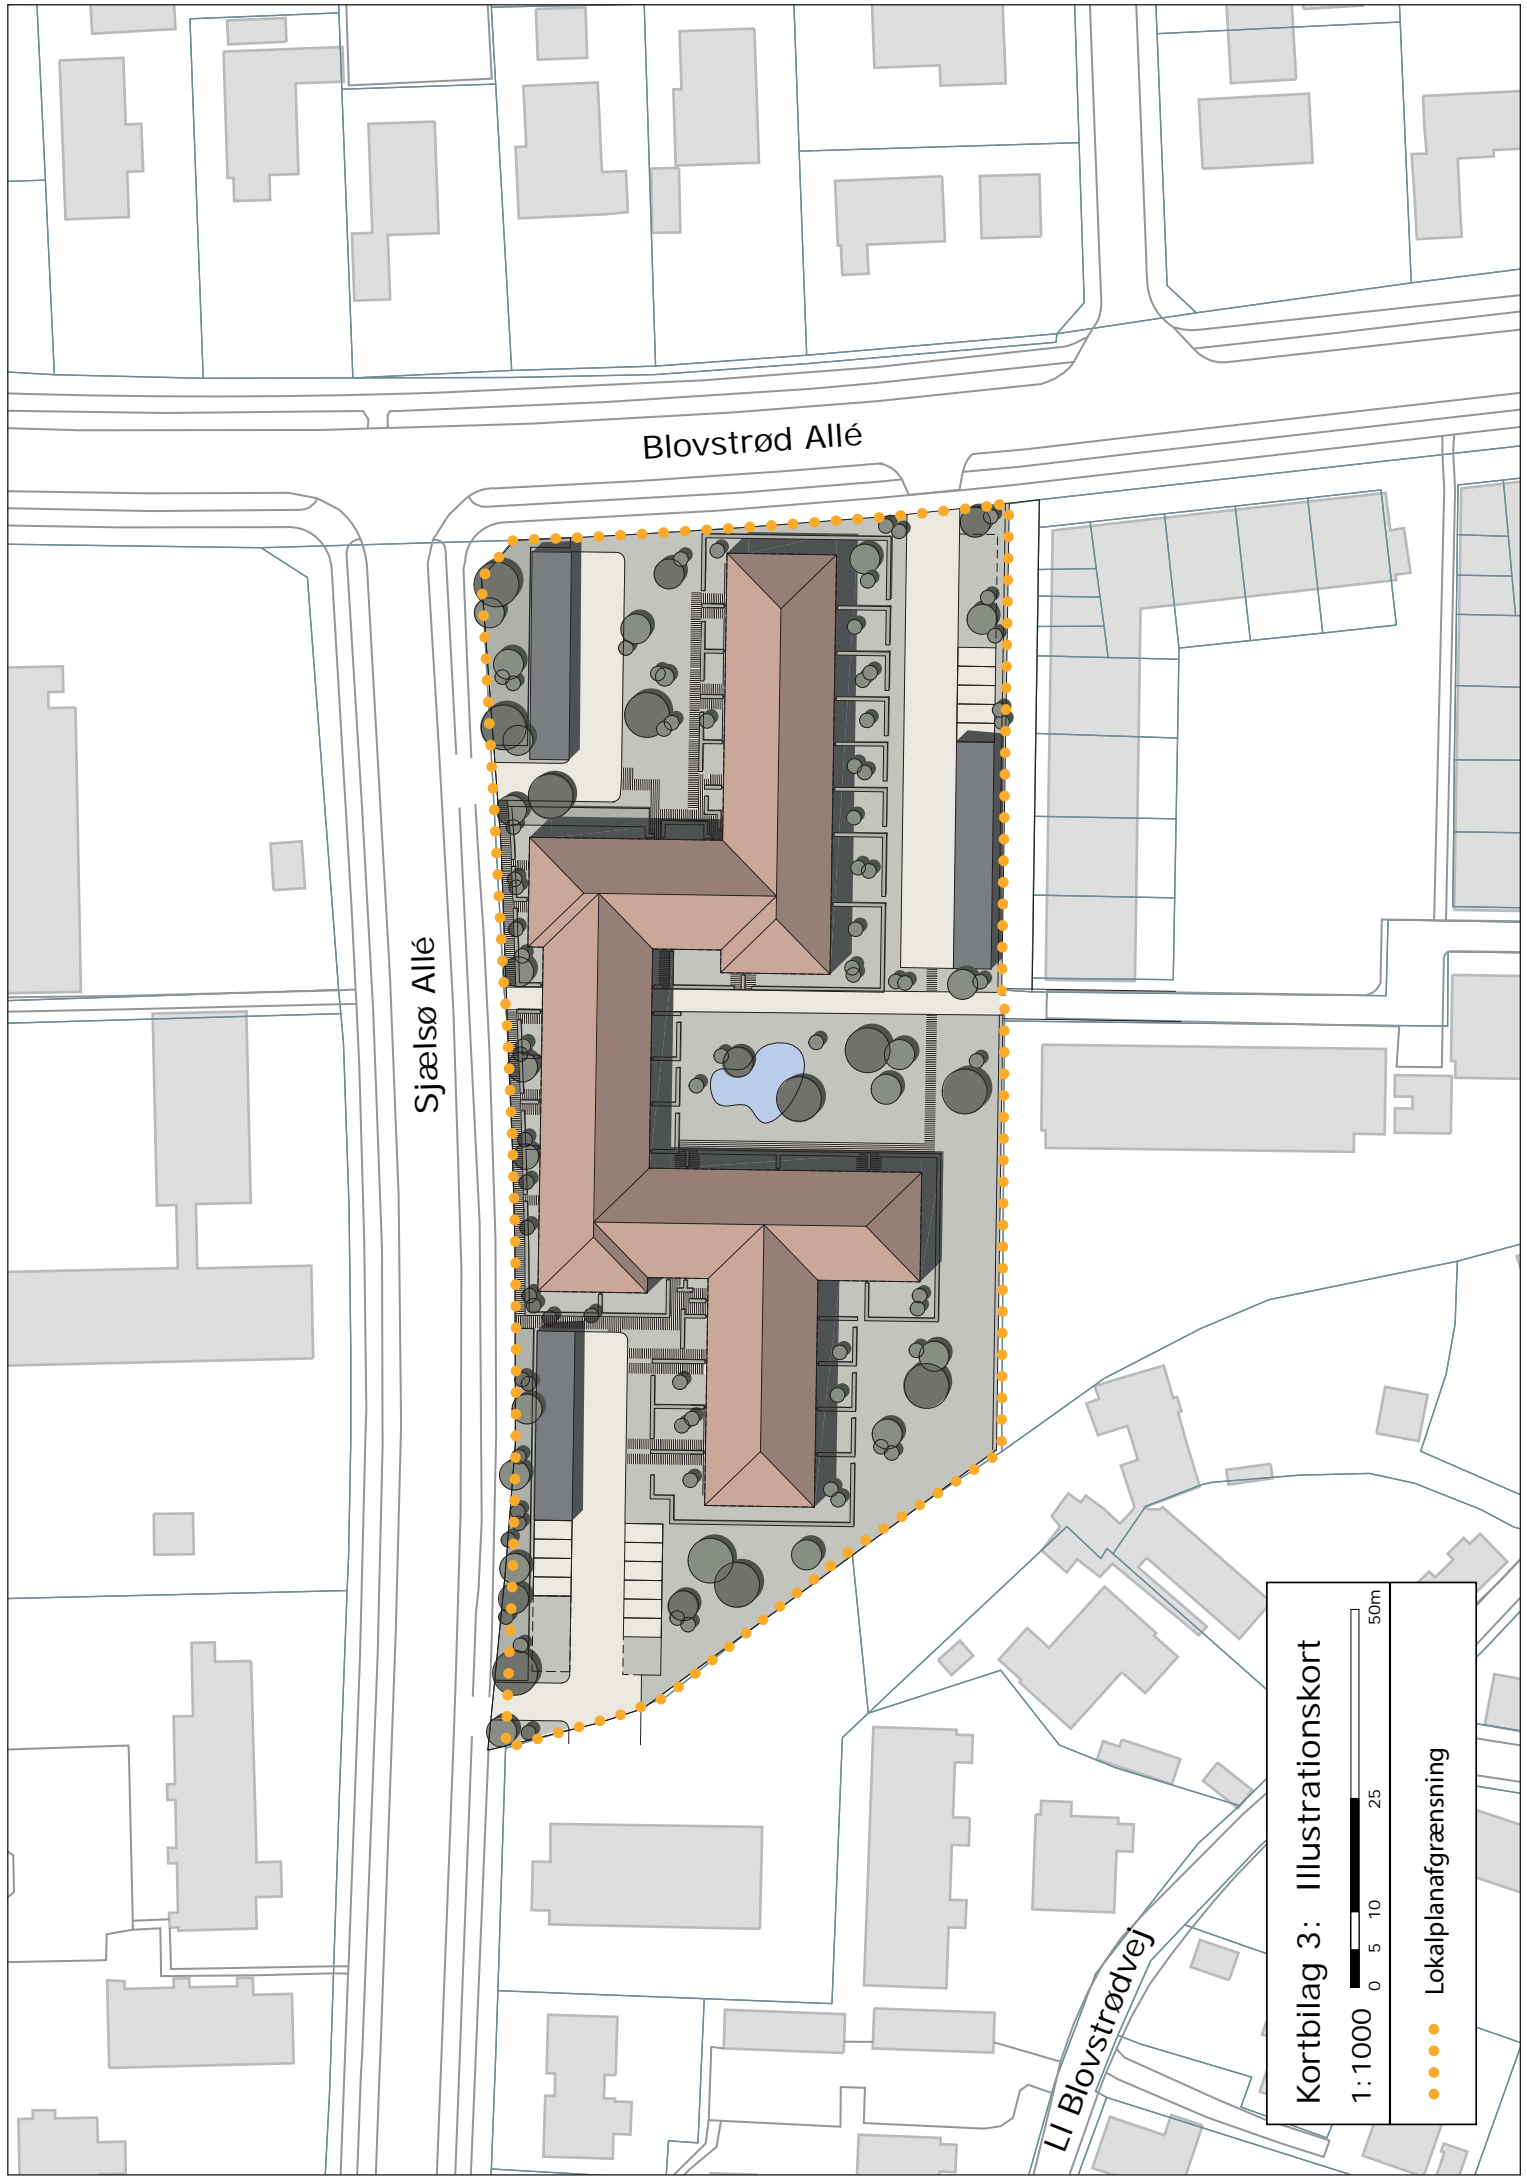 Blovstrød Allé
Sjælsø Allé
Ll Blovstrødvej
Kortbilag 3: Illustrationskort
1:1000
0 5 10 25 50m
Lokalplanafgrænsning